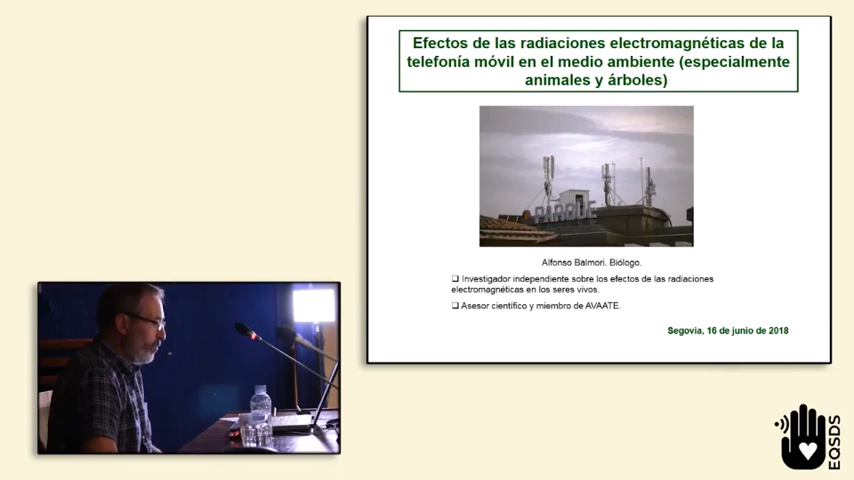 Efectos de las radiaciones electromagnéticas de la
telefonía móvil en el medio ambiente (especialmente
animales y árboles)
PARQUE
Alfonso Balmori. Biólogo.
❑ Investigador independiente sobre los efectos de las radiaciones
electromagnéticas en los seres vivos.
❑ Asesor científico y miembro de AVAATE.
Segovia, 16 de junio de 2018
EQSDS